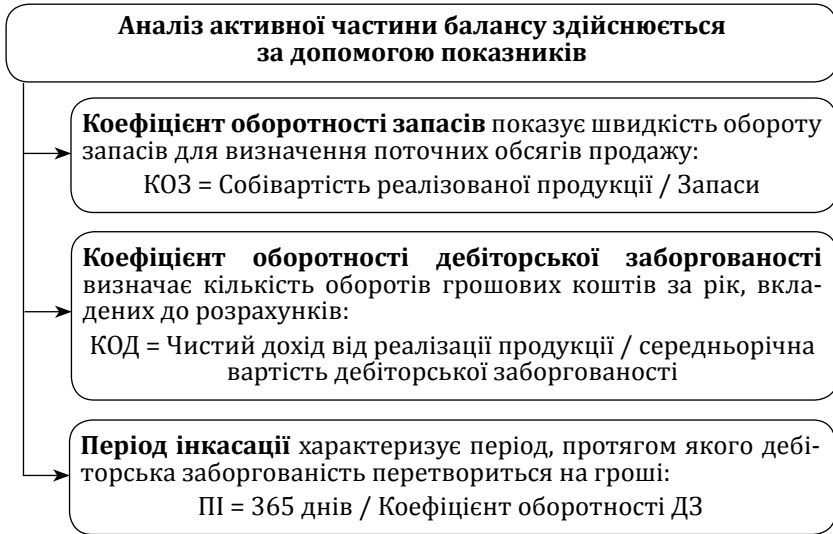 Аналіз активної частини балансу здійснюється
за допомогою показників
Коефіцієнт оборотності запасів показує швидкість обороту
запасів для визначення поточних обсягів продажу:
КОЗ = Собівартість реалізованої продукції / Запаси
Коефіцієнт оборотності дебіторської заборгованості
визначає кількість оборотів грошових коштів за рік, вкла-
дених до розрахунків:
КОД = Чистий дохід від реалізації продукції / середньорічна
вартість дебіторської заборгованості
Період інкасації характеризує період, протягом якого дебі-
торська заборгованість перетвориться на гроші:
ПІ = 365 днів / Коефіцієнт оборотності ДЗ